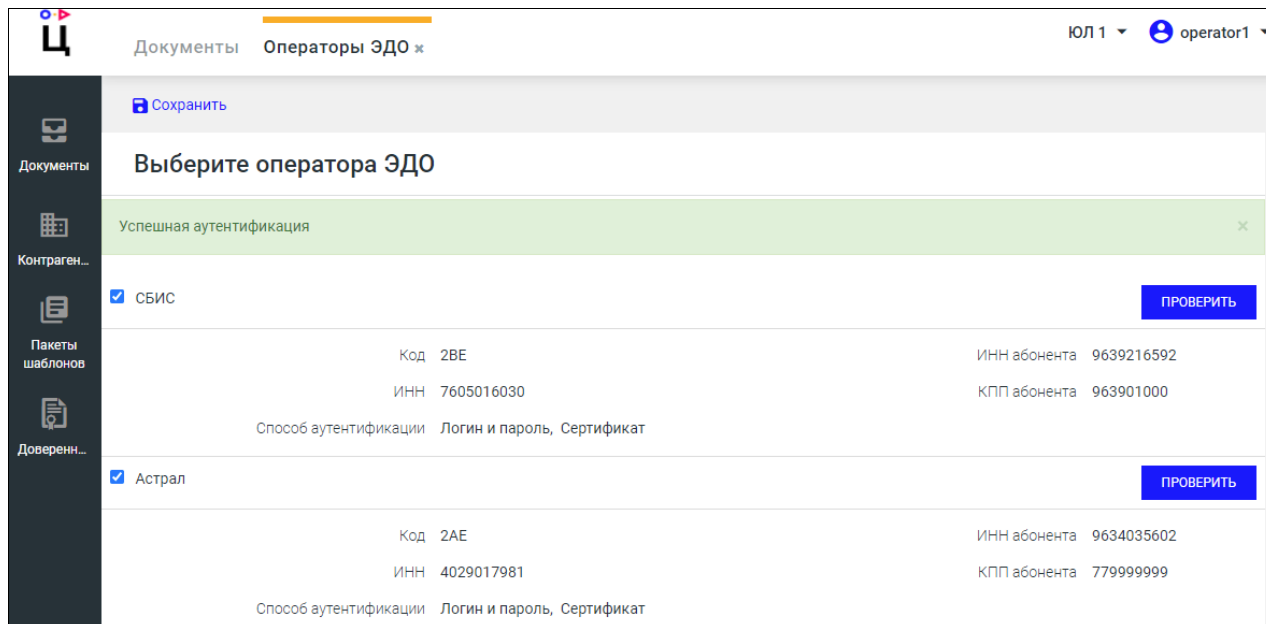 Ц
Документы Операторы ЭДО × ЮЛ 1 operator1
Сохранить
Документы
Выберите оператора ЭДО
Успешная аутентификация ×
Контраген...
СБИС ПРОВЕРИТЬ
Пакеты
шаблонов
Код 2BE ИНН абонента 9639216592
ИНН 7605016030 КПП абонента 963901000
Способ аутентификации Логин и пароль, Сертификат
Доверенн...
Астрал ПРОВЕРИТЬ
Код 2AE ИНН абонента 9634035602
ИНН 4029017981 КПП абонента 779999999
Способ аутентификации Логин и пароль, Сертификат